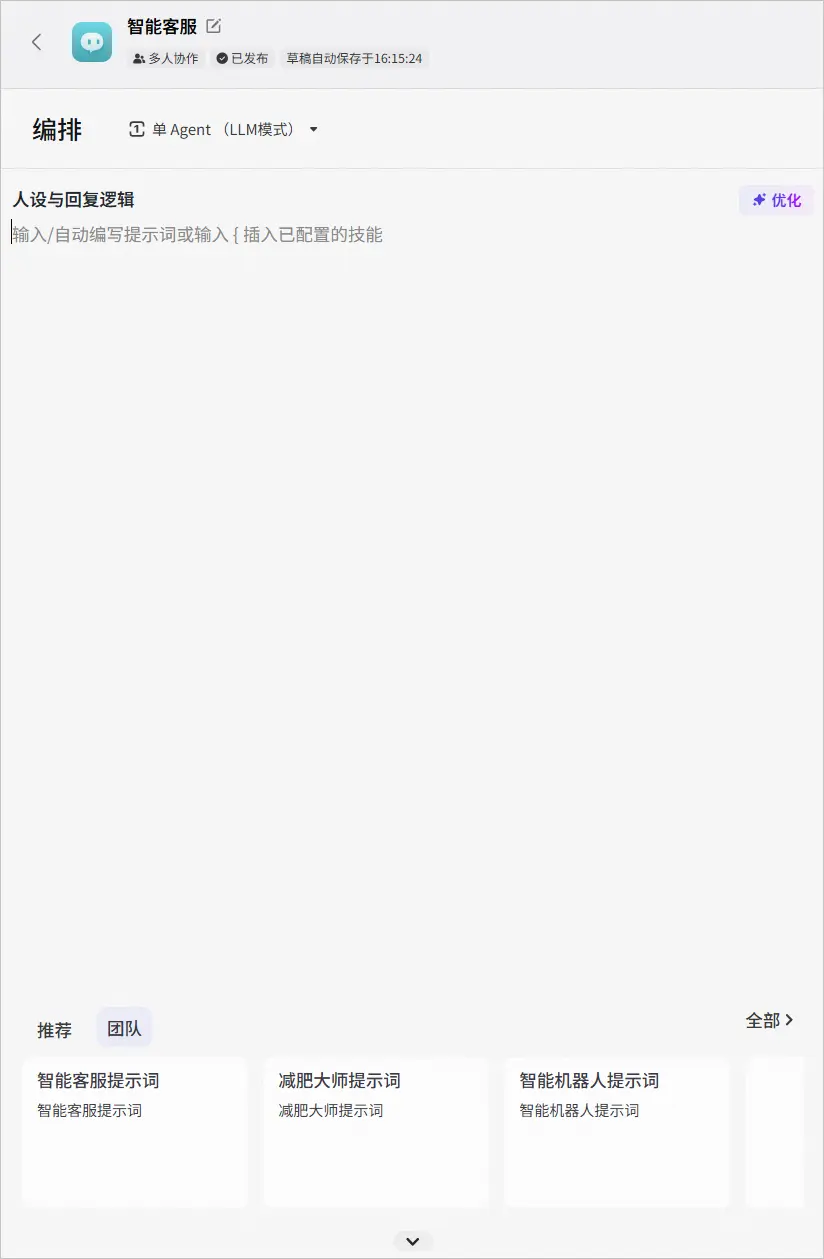 智能客服
多人协作 已发布 草稿自动保存于16:15:24
编排 单 Agent （LLM模式）
人设与回复逻辑 优化
输入/自动编写提示词或输入 { 插入已配置的技能
推荐 团队 全部
智能客服提示词 减肥大师提示词 智能机器人提示词
智能客服提示词 减肥大师提示词 智能机器人提示词